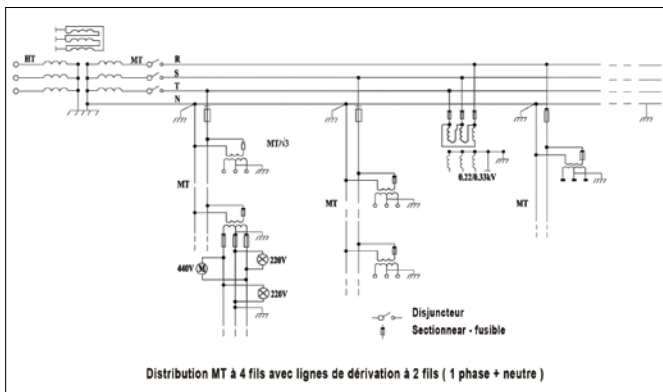 HT
MT
R
S
T
N
MT/√3
MT
MT
0.22/0.33kV
MT
440V
M
220V
220V
Disjoncteur
Sectionnear - fusible
Distribution MT à 4 fils avec lignes de dérivation à 2 fils ( 1 phase + neutre )